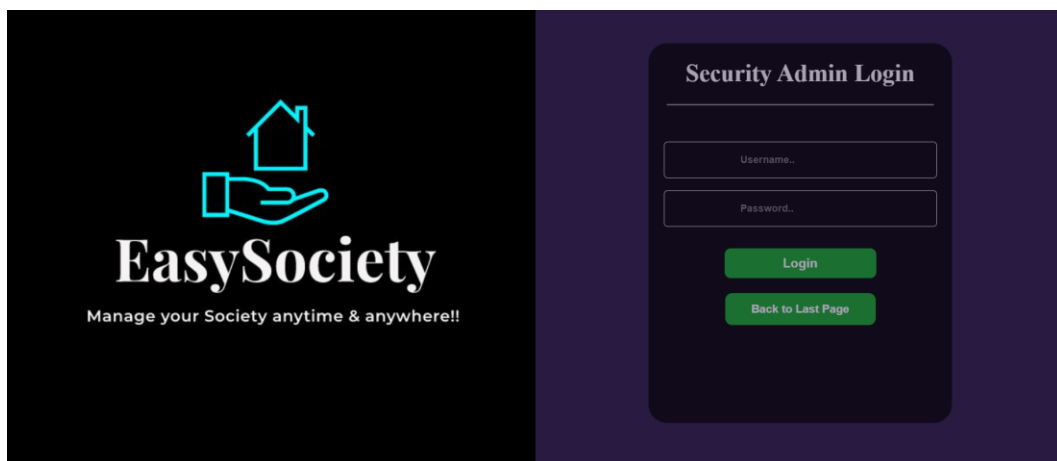 EasySociety
Manage your Society anytime & anywhere!!
Security Admin Login
Username..
Password..
Login
Back to Last Page